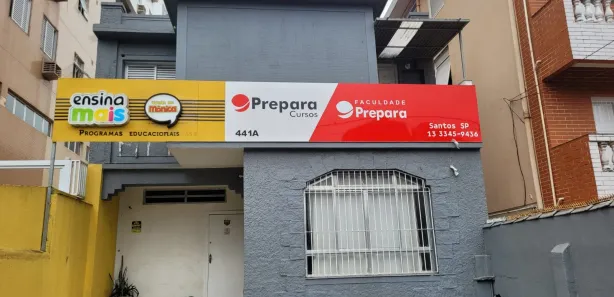 ensina
mais
TURMA DA
Mônica
PROGRAMAS EDUCACIONAIS
Prepara
Cursos
441A
FACULDADE
Prepara
Santos SP
13 3345-9436